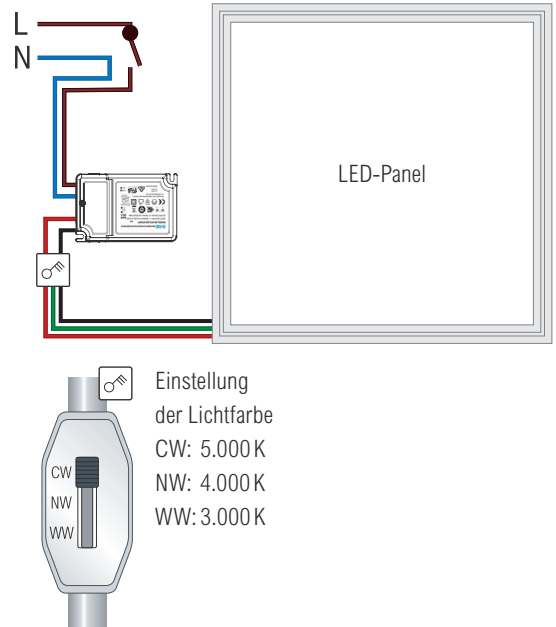 L
N
LED-Panel
Einstellung
der Lichtfarbe
CW: 5.000 K
NW: 4.000 K
WW: 3.000 K
CW
NW
WW